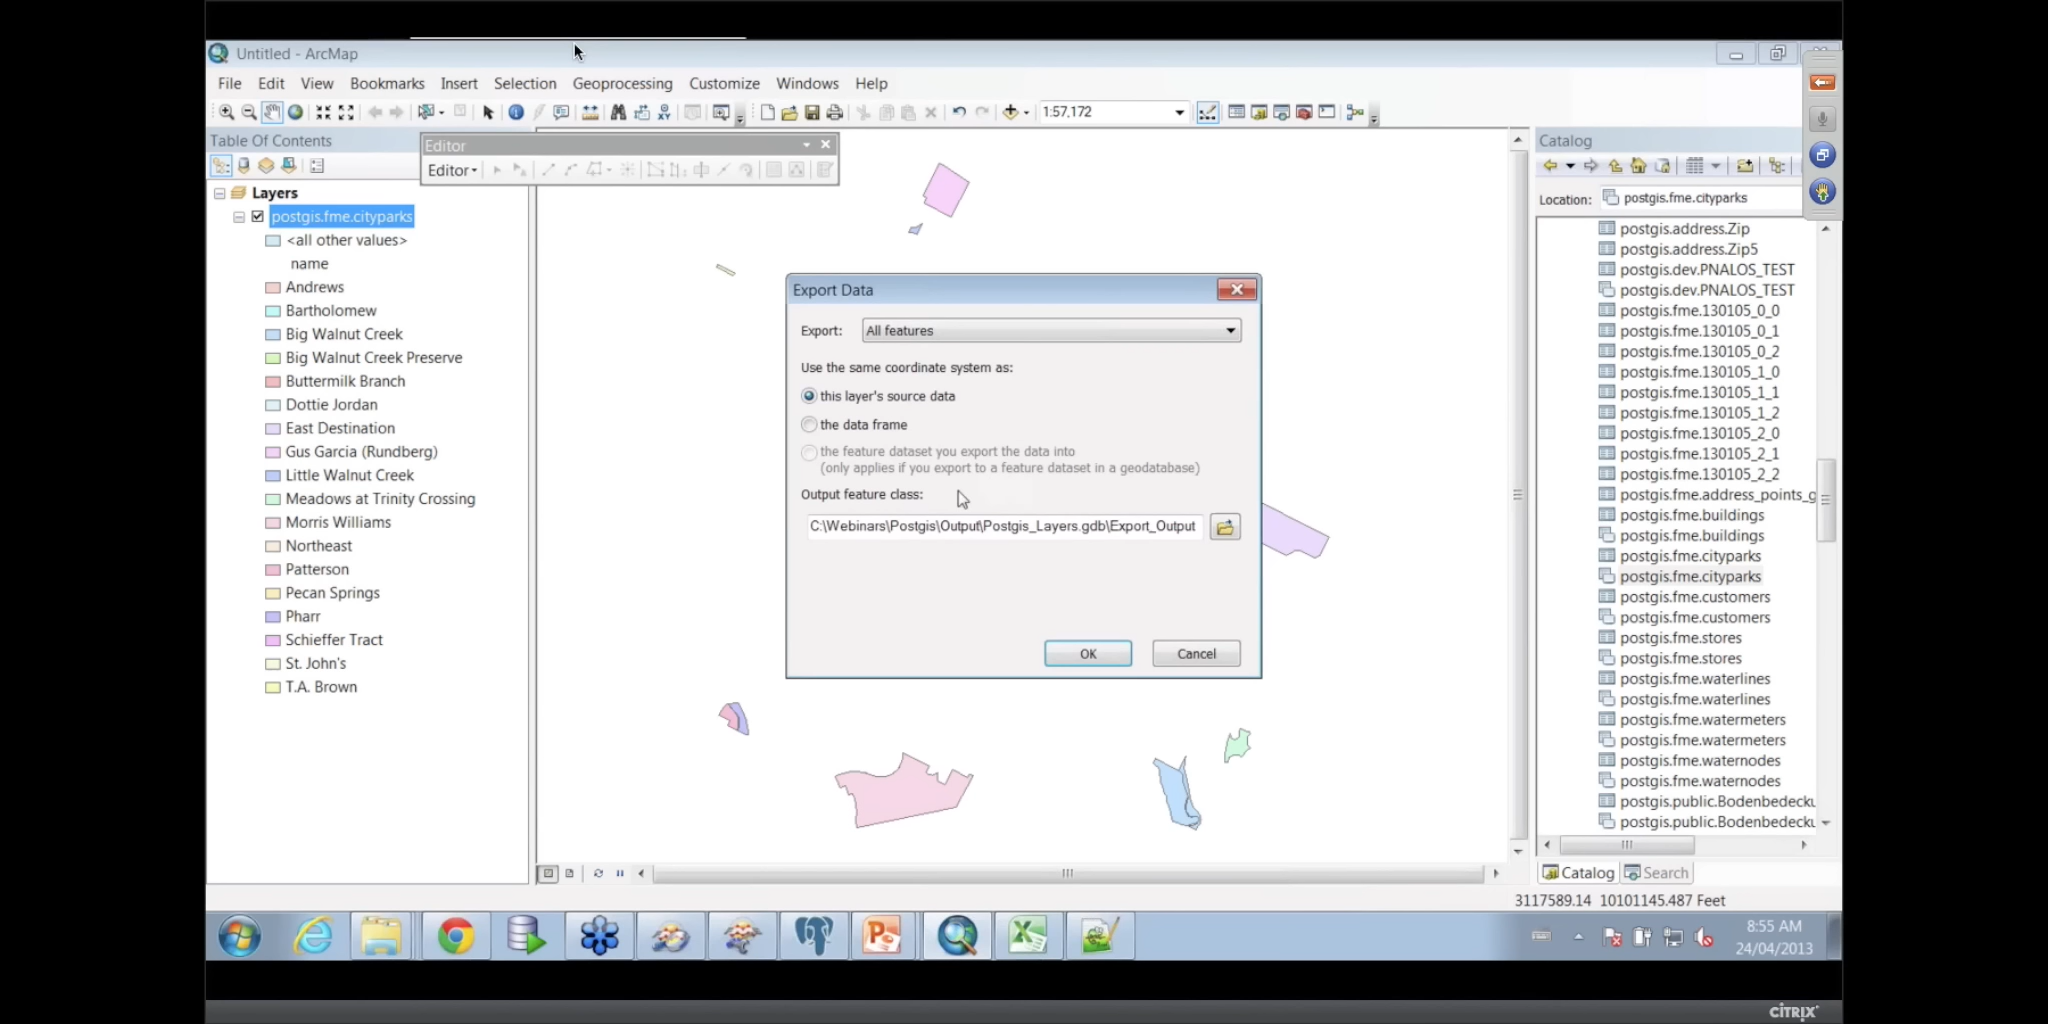 Untitled - ArcMap
File Edit View Bookmarks Insert Selection Geoprocessing Customize Windows Help
1:57,172
Table Of Contents
Layers
postgis.fme.cityparks
<all other values>
name
Andrews
Bartholomew
Big Walnut Creek
Big Walnut Creek Preserve
Buttermilk Branch
Dottie Jordan
East Destination
Gus Garcia (Rundberg)
Little Walnut Creek
Meadows at Trinity Crossing
Morris Williams
Northeast
Patterson
Pecan Springs
Pharr
Schieffer Tract
St. John's
T.A. Brown
Editor
Editor
Export Data
Export: All features
Use the same coordinate system as:
this layer's source data
the data frame
the feature dataset you export the data into
(only applies if you export to a feature dataset in a geodatabase)
Output feature class:
C:\Webinars\Postgis\Output\Postgis_Layers.gdb\Export_Output
OK Cancel
Catalog
Location: postgis.fme.cityparks
postgis.address.Zip
postgis.address.Zip5
postgis.dev.PNALOS_TEST
postgis.dev.PNALOS_TEST
postgis.fme.130105_0_0
postgis.fme.130105_0_1
postgis.fme.130105_0_2
postgis.fme.130105_1_0
postgis.fme.130105_1_1
postgis.fme.130105_1_2
postgis.fme.130105_2_0
postgis.fme.130105_2_1
postgis.fme.130105_2_2
postgis.fme.address_points_g
postgis.fme.buildings
postgis.fme.buildings
postgis.fme.cityparks
postgis.fme.cityparks
postgis.fme.customers
postgis.fme.customers
postgis.fme.stores
postgis.fme.stores
postgis.fme.waterlines
postgis.fme.waterlines
postgis.fme.watermeters
postgis.fme.watermeters
postgis.fme.waternodes
postgis.fme.waternodes
postgis.public.Bodenbedecku
postgis.public.Bodenbedecku
Catalog Search
3117589.14 10101145.487 Feet
8:55 AM
24/04/2013
CITRIX